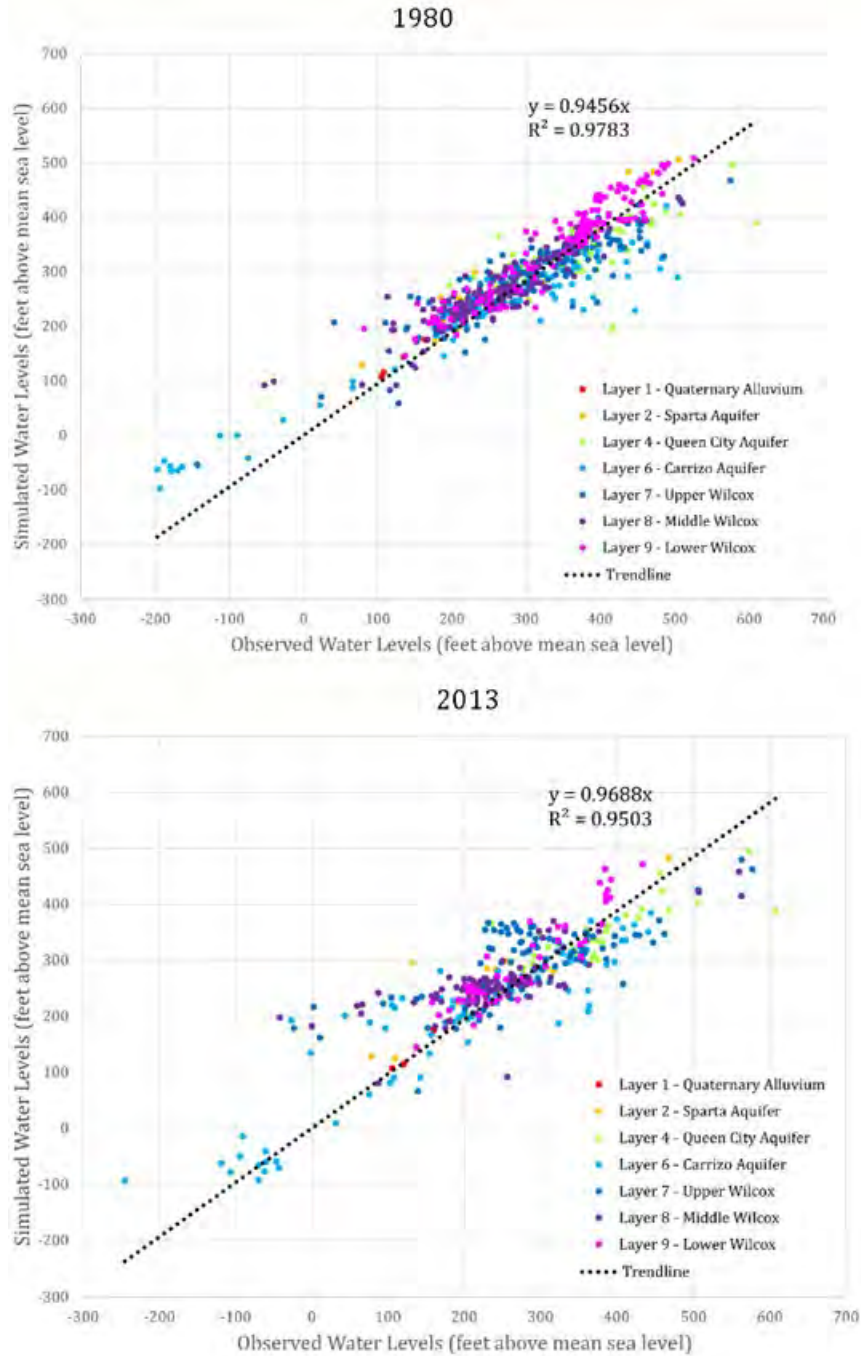 1980
700
600
500
400
300
200
100
0
-100
-200
-300
Simulated Water Levels (feet above mean sea level)
y = 0.9456x
R² = 0.9783
Layer 1 - Quaternary Alluvium
Layer 2 - Sparta Aquifer
Layer 4 - Queen City Aquifer
Layer 6 - Carrizo Aquifer
Layer 7 - Upper Wilcox
Layer 8 - Middle Wilcox
Layer 9 - Lower Wilcox
Trendline
-300 -200 -100 0 100 200 300 400 500 600 700
Observed Water Levels (feet above mean sea level)
2013
700
600
500
400
300
200
100
0
-100
-200
-300
Simulated Water Levels (feet above mean sea level)
y = 0.9688x
R² = 0.9503
Layer 1 - Quaternary Alluvium
Layer 2 - Sparta Aquifer
Layer 4 - Queen City Aquifer
Layer 6 - Carrizo Aquifer
Layer 7 - Upper Wilcox
Layer 8 - Middle Wilcox
Layer 9 - Lower Wilcox
Trendline
-300 -200 -100 0 100 200 300 400 500 600 700
Observed Water Levels (feet above mean sea level)